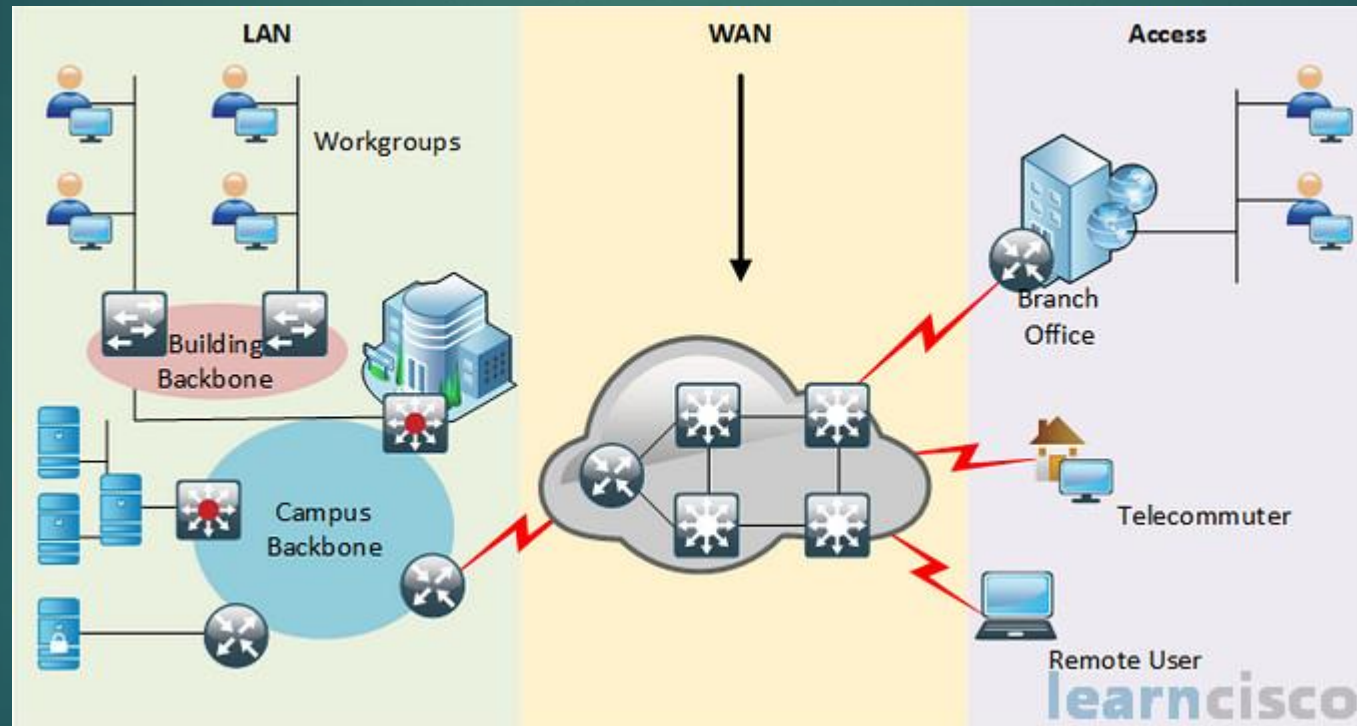 LAN
WAN
Access
Workgroups
Building
Backbone
Campus
Backbone
Branch
Office
Telecommuter
Remote User
learncisco